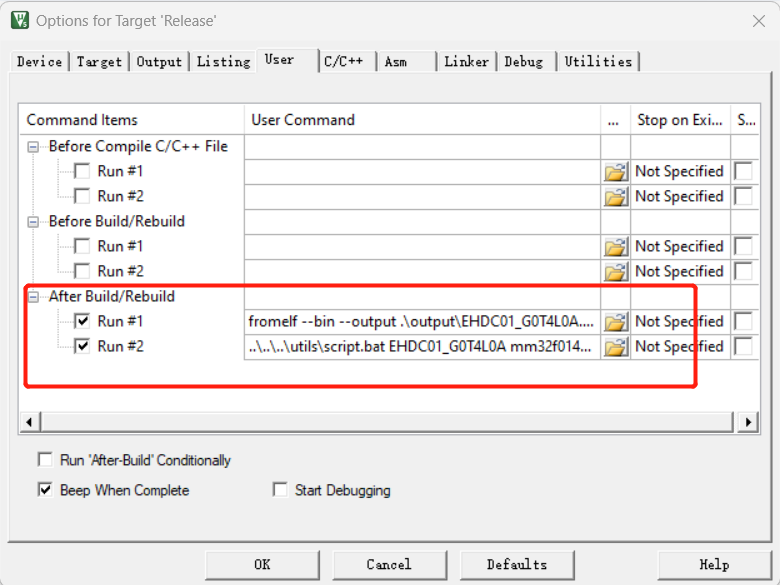 Options for Target 'Release'
Device Target Output Listing User C/C++ Asm Linker Debug Utilities
Command Items User Command ... Stop on Exi... S...
Before Compile C/C++ File
Run #1 Not Specified
Run #2 Not Specified
Before Build/Rebuild
Run #1 Not Specified
Run #2 Not Specified
After Build/Rebuild
Run #1 fromelf --bin --output .\output\EHDC01_G0T4L0A.... Not Specified
Run #2 ..\..\..\utils\script.bat EHDC01_G0T4L0A mm32f014... Not Specified
Run 'After-Build' Conditionally
Beep When Complete Start Debugging
OK Cancel Defaults Help